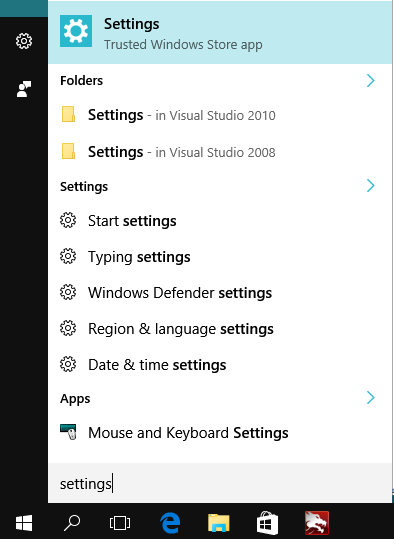 Settings
Trusted Windows Store app
Folders
Settings - in Visual Studio 2010
Settings - in Visual Studio 2008
Settings
Start settings
Typing settings
Windows Defender settings
Region & language settings
Date & time settings
Apps
Mouse and Keyboard Settings
settings